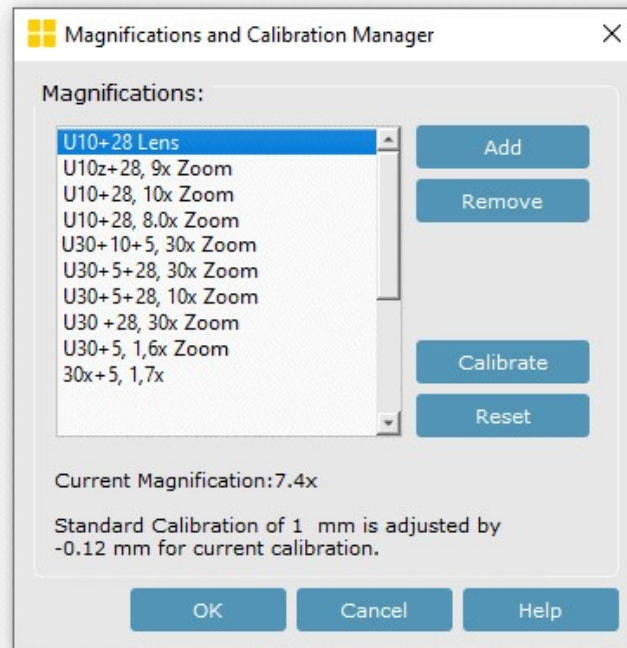 Magnifications and Calibration Manager
Magnifications:
U10+28 Lens
U10z+28, 9x Zoom
U10+28, 10x Zoom
U10+28, 8.0x Zoom
U30+10+5, 30x Zoom
U30+5+28, 30x Zoom
U30+5+28, 10x Zoom
U30 +28, 30x Zoom
U30+5, 1,6x Zoom
30x+5, 1,7x
Add
Remove
Calibrate
Reset
Current Magnification:7.4x
Standard Calibration of 1  mm is adjusted by
-0.12 mm for current calibration.
OK
Cancel
Help